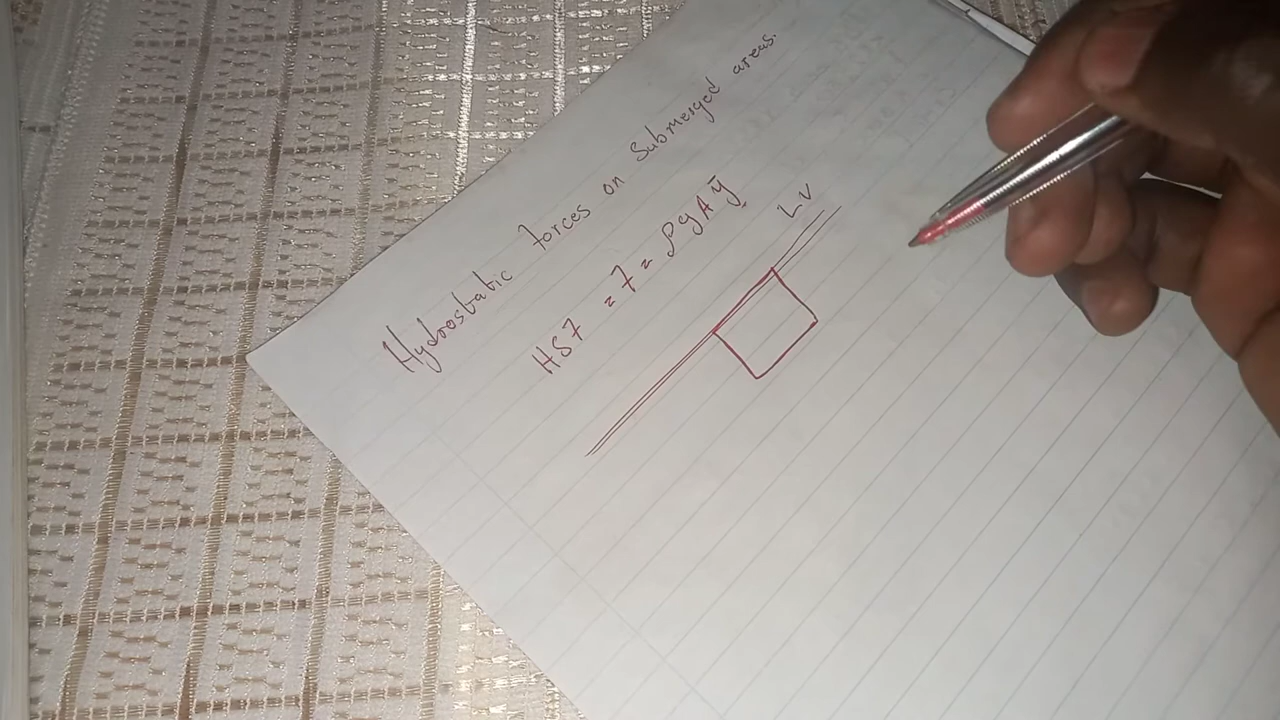 Hydrostatic forces on Submerged areas.
HSF = F = ρgAȳ
LV